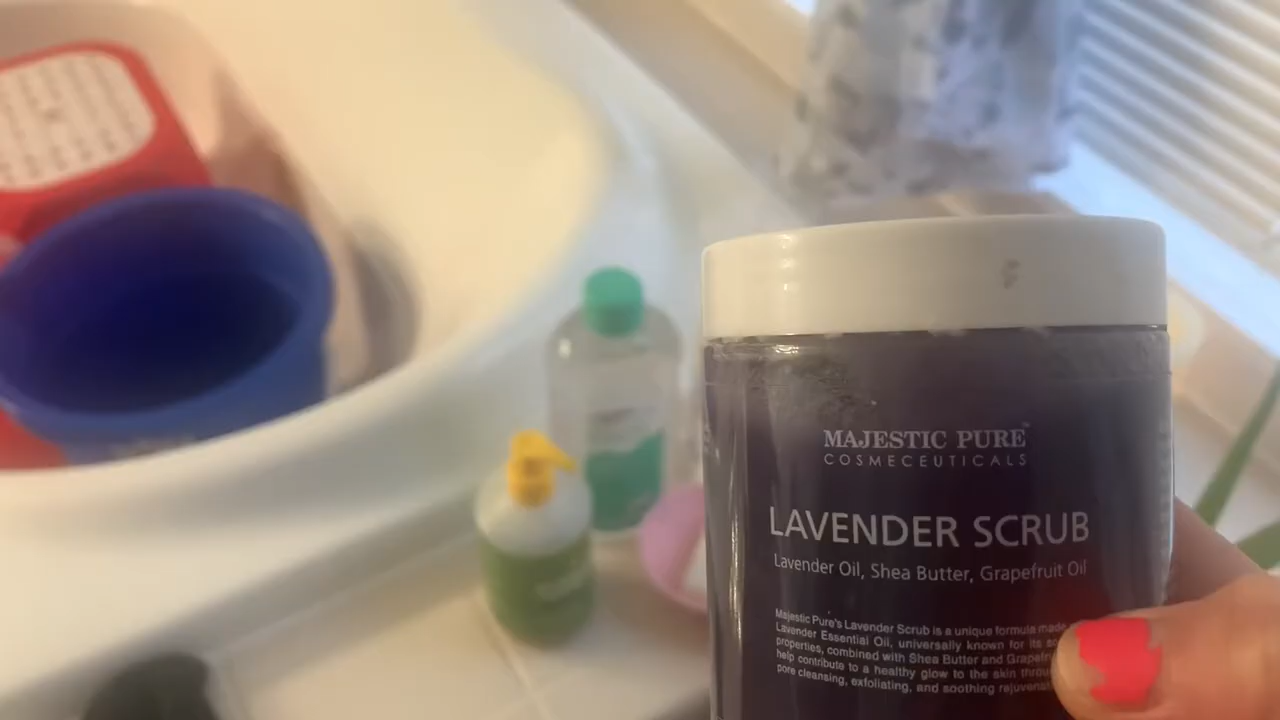 MAJESTIC PURE™
COSMECEUTICALS
LAVENDER SCRUB
Lavender Oil, Shea Butter, Grapefruit Oil
Majestic Pure's Lavender Scrub is a unique formula made
Lavender Essential Oil, universally known for its
properties, combined with Shea Butter and
help contribute to a healthy glow to the skin
pore cleansing, exfoliating, and soothing